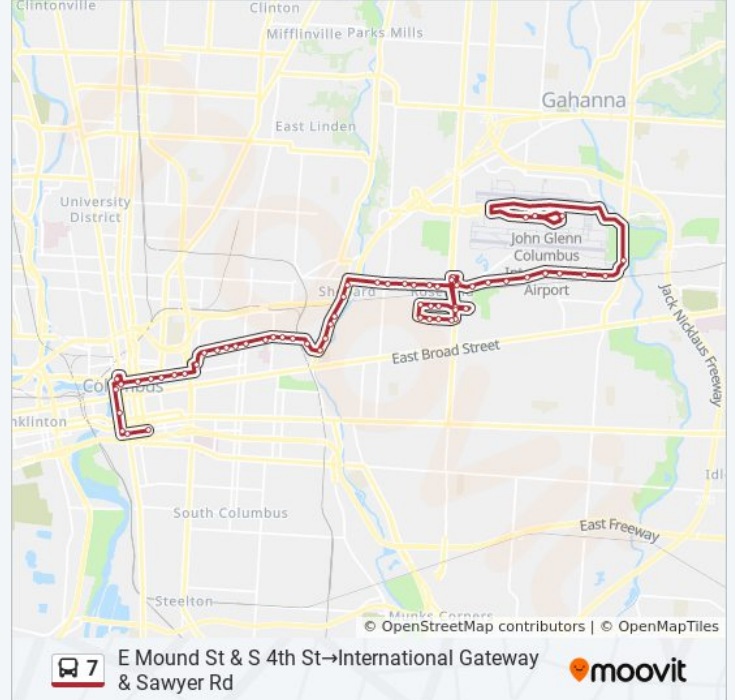 Clintonville
Clinton
Mifflinville Parks Mills
Gahanna
East Linden
University
District
John Glenn
Columbus
Airport
Jack Nicklaus Freeway
East Broad Street
South Columbus
East Freeway
Steelton
Munks Corners
© OpenStreetMap contributors | © OpenMapTiles
7
E Mound St & S 4th St→International Gateway
& Sawyer Rd
moovit